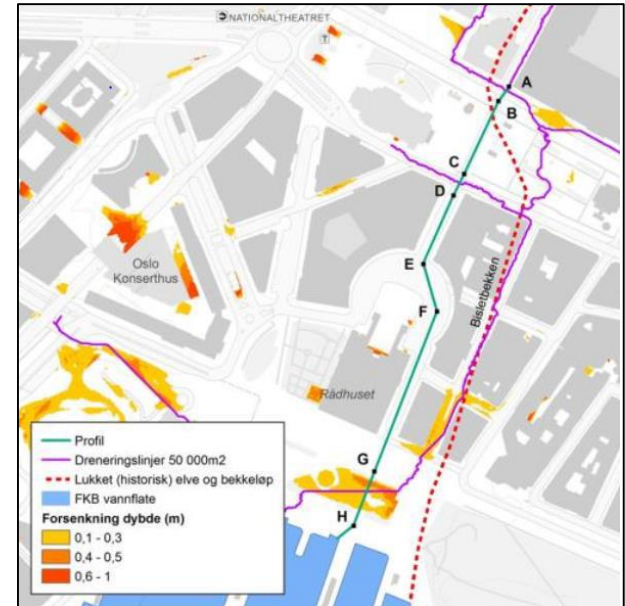 NATIONALTHEATRET
T
A
B
C
D
Oslo
Konserthus
E
Bisletbekken
F
Rådhuset
G
H
Profil
Dreneringslinjer 50 000m2
Lukket (historisk) elve og bekkeløp
FKB vannflate
Forsenkning dybde (m)
0,1 - 0,3
0,4 - 0,5
0,6 - 1